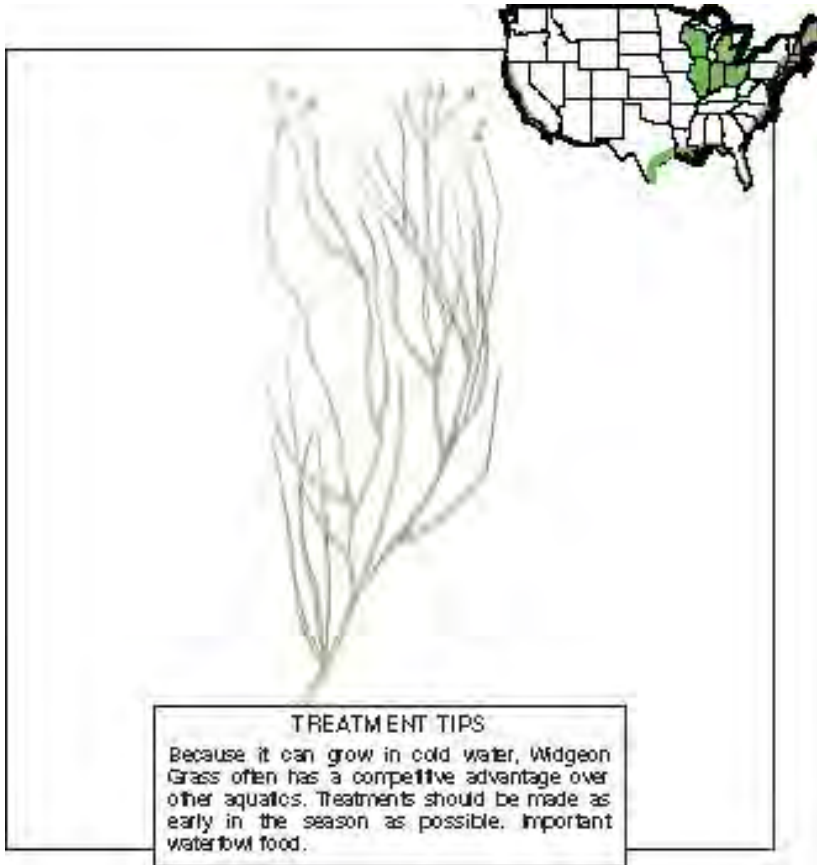 TREATMENT TIPS
Because it can grow in cold water, Widgeon
Grass often has a competitive advantage over
other aquatics. Treatments should be made as
early in the season as possible. Important
waterfowl food.